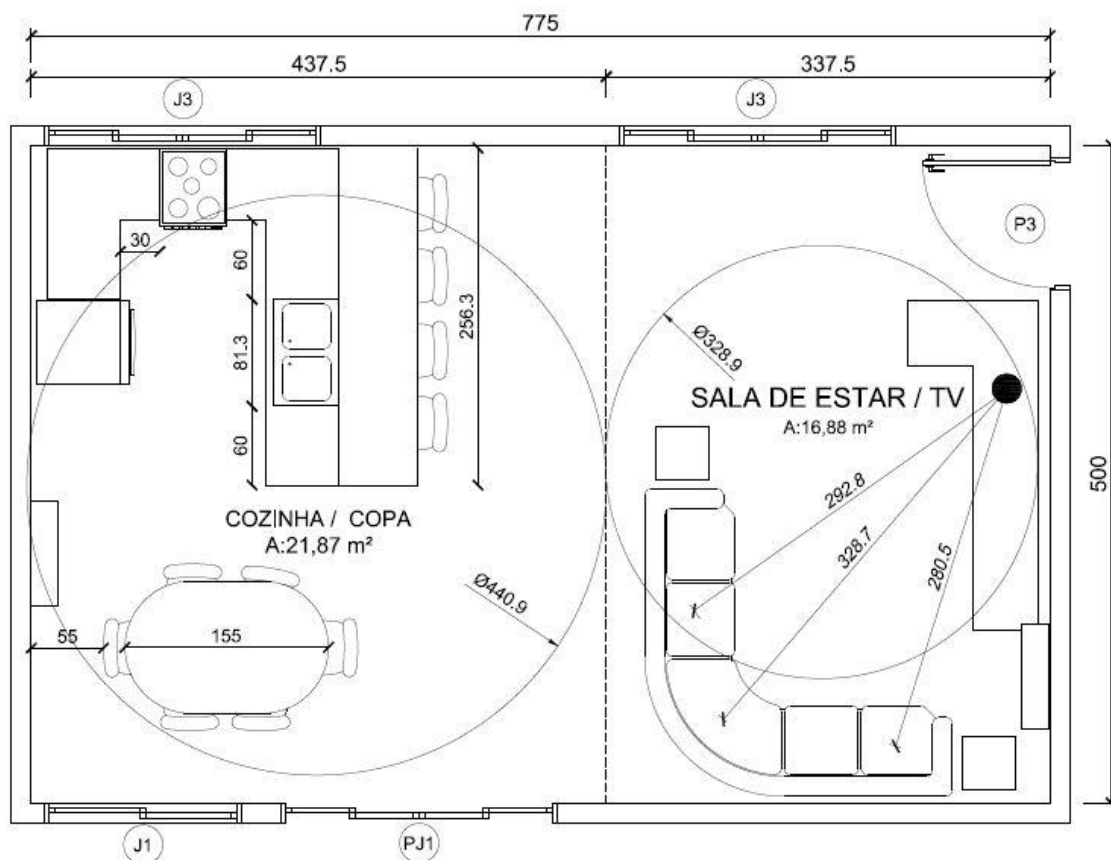 775
437.5
337.5
J3
J3
P3
30
60
256.3
81.3
60
Ø328.9
SALA DE ESTAR / TV
A:16,88 m²
500
292.8
328.7
280.5
COZINHA / COPA
A:21,87 m²
Ø440.9
55
155
J1
PJ1